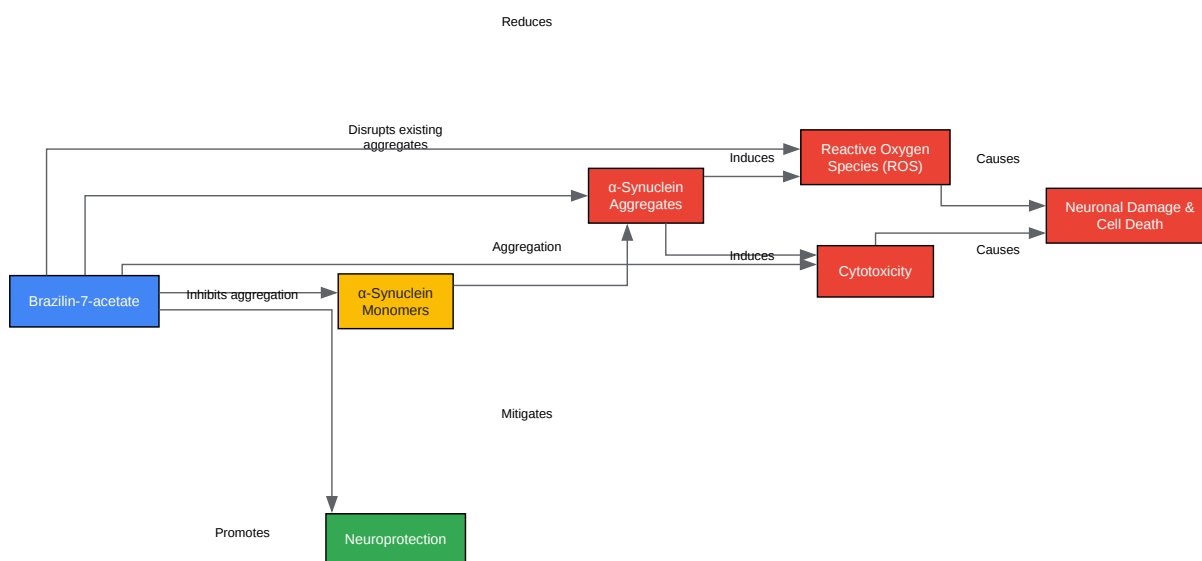 Reduces
Disrupts existing
aggregates
Reactive Oxygen
Species (ROS)
Induces
Causes
α-Synuclein
Aggregates
Neuronal Damage &
Cell Death
Aggregation
Induces
Causes
Cytotoxicity
Brazilin-7-acetate
Inhibits aggregation
α-Synuclein
Monomers
Mitigates
Promotes
Neuroprotection